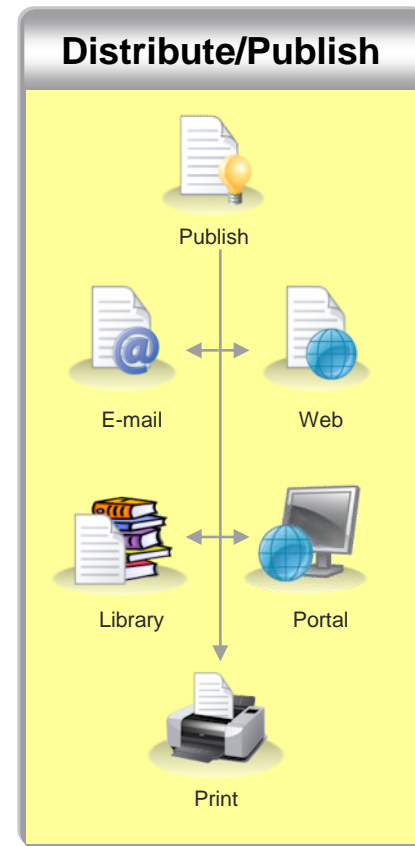 Distribute/Publish
Publish
E-mail
Web
Library
Portal
Print